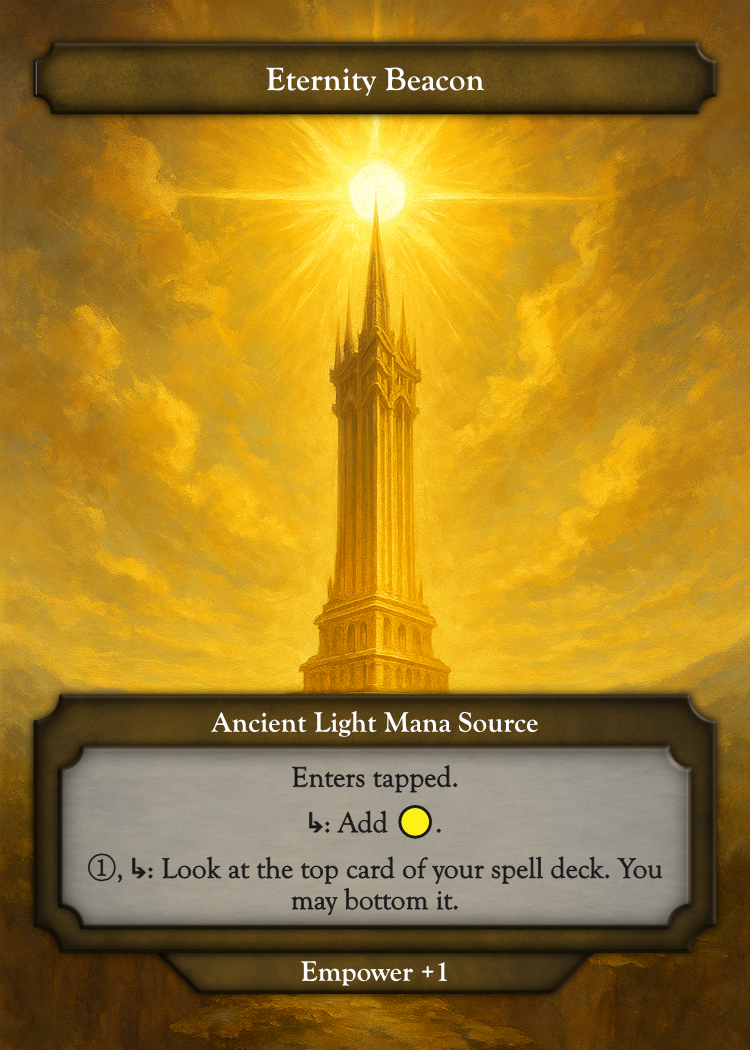 Eternity Beacon
Ancient Light Mana Source
Enters tapped.
↳: Add 🟡.
①, ↳: Look at the top card of your spell deck. You
may bottom it.
Empower +1